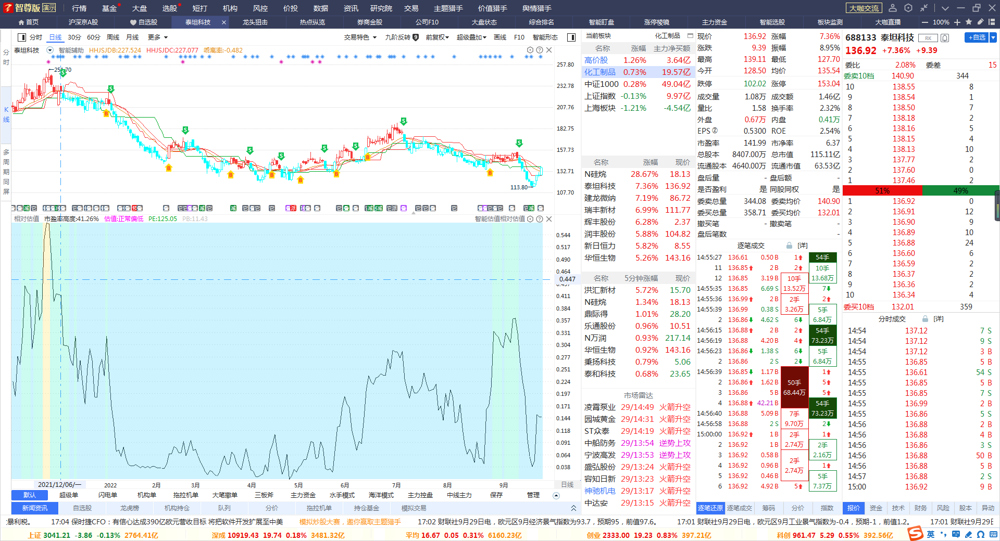 智尊版 演示 行情 基金 大盘 选股 短打 机构 风控 价投 数据 资讯 研究院 交易 主题猎手 价值猎手 舆情猎手 大咖交流
首页 沪深京A股 自选股 泰坦科技 × 龙头狙击 热点纵览 券商金股 公司F10 大盘状态 综合排名 智能盯盘 涨停棱镜 主力资金 智能选股 板块监测 大咖直播 100%
分时 日线 30分 60分 周线 月线 更多 交易特色 九阶反转 9 前复权 超级叠加 画线 F10 智能形态
泰坦科技 智能辅助 HHJSJDB:227.524 HHJSJDC:227.077 乖离率:-0.482
分时
K线
多周期同屏
251.70
113.80
257.80
232.78
207.76
182.75
157.73
132.71
107.70
相对估值 市盈率高度:41.26% 估值:正常偏低 PE:125.05 PB:11.43 智能估值相对估值
0.544
0.517
0.490
0.464
0.447
0.411
0.384
0.357
0.331
0.304
0.277
0.251
0.224
0.197
0.171
0.144
0.118
0.091
0.064
0.038
2021/12/06/一 2022 2月 3月 4月 5月 6月 7月 8月 9月 日线
默认 超级单 闪电单 机构单 拖拉机单 大笔撤单 三板斧 主力资金 水手模式 海洋模式 主力控盘 中线主力 保存 管理
新闻资讯 自选股 龙虎榜 机构持仓 队列 分价 拖拉机单 持仓基金 模拟交易
当前板块 化工制品
名称 涨幅 主力净买额
高价股 1.26% 3.64亿
化工制品 0.73% 19.57亿
中证1000 0.28% 49.04亿
上证指数 -0.13% 9.97亿
上海板块 -1.21% -4.54亿
名称 涨幅 现价
N硅烷 28.67% 18.13
泰坦科技 7.36% 136.92
建龙微纳 7.19% 86.72
瑞丰新材 6.99% 111.77
辉丰股份 6.28% 2.37
润丰股份 5.88% 104.82
新日恒力 5.82% 8.55
华恒生物 5.26% 143.16
名称 5分钟涨幅 现价
洪汇新材 5.72% 15.70
N硅烷 1.34% 18.13
鼎际得 1.01% 28.20
乐通股份 0.96% 10.51
N万润 0.93% 217.14
华恒生物 0.92% 143.16
秉扬科技 0.79% 5.06
泰和科技 0.68% 23.65
市场雷达
凌霄泵业 29/14:49 火箭升空
园城黄金 29/14:31 火箭升空
ST众泰 29/14:19 火箭升空
中船防务 29/13:54 逆势上攻
宁波高发 29/13:53 逆势上攻
盛弘股份 29/13:24 火箭升空
容知日新 29/13:23 火箭升空
神驰机电 29/13:17 火箭升空
中达安 29/13:15 火箭升空
现价 136.92 涨幅 7.36%
涨跌 9.39 振幅 8.95%
最高 139.11 最低 127.70
今开 128.50 均价 135.54
跌停 102.02 涨停 153.04
成交量 1.08万 成交额 1.46亿
量比 1.58 换手率 2.32%
外盘 0.67万 内盘 0.41万
EPS② 0.5300 ROE 2.54%
市盈率 141.99 市净率 6.37
总股本 8407.00万 总市值 115.11亿
流通股本 4640.00万 流通市值 63.53亿
盘后量 - 盘后额 -
是否盈利 是 同股同权 是
委卖总量 344.08 委卖均价 140.90
委买总量 358.71 委买均价 132.01
撤买笔 - 撤卖笔 -
盘后笔数 -
逐笔成交 [详]
14:55:27 136.61 0.50 B 1 54手
11 136.85 2 B 2 10手
12 136.85 3.19 B 10手 13.68万
14:55:35 136.85 6.69 S 13.52万 7
14:55:36 136.99 2 B 2手 2
14:55:39 136.99 0.38 S 3.26万 5手
2 136.86 4.62 S 6 6.84万
14:56:15 136.88 2 B 2 54手
14:56:19 136.88 4.20 B 4 73.23万
14:56:23 136.86 1.38 S 6 5手
2 136.86 2 S 2 6.84万
14:56:39 136.85 1.17 B 1
2 136.86 1.62 B 50手 5
3 136.86 5 B 68.44万 5
4 136.88 42.21 B 54手
14:56:40 136.88 5.09 B 7手 73.23万
14:56:58 136.88 2 S 9.70万 2
15:00:00 136.92 1 B 2手 1
2 136.92 1 B 2.74万 2手
3 136.92 0.58 B 2手 2.16万
4 136.92 0.96 B 2.74万 1
5 136.92 0.46 B 5手
6 136.92 4.92 B 5 7.37万
逐笔还原 逐笔成交 筹码 分价 指数
688133 泰坦科技 RK +自选
136.92 +7.36% +9.39
委比 2.08% 委差 15
委卖10档 140.90 344
10 138.55 8
9 138.54 1
8 138.50 7
7 138.18 2
6 138.16 5
5 138.15 4
4 138.13 10
3 137.77 2
2 137.60 0
1 137.46 2
51% 49%
1 136.92 0
2 136.91 12
3 136.90 9
4 136.89 10
5 136.88 24
6 136.60 6
7 136.59 2
8 136.37 2
9 136.36 2
10 136.34 4
委买10档 132.01 359
分时成交 [详]
14:54 137.12 7 S
14:54 137.12 9 S
14:54 137.12 3 B
14:55 136.85 5 B
14:55 136.61 54 S
14:55 136.85 5 B
14:55 136.85 7 S
14:55 136.99 2 B
14:55 136.86 5 S
14:56 136.88 2 B
14:56 136.88 4 B
14:56 136.86 3 S
14:56 136.88 50 B
14:56 136.88 5 B
14:57 136.88 2 S
15:00 136.92 9 B
报价 资金 技术 财务 风险 股本 异动
暴利税。 17:04 保时捷CFO：有信心达成390亿欧元营收目标 将把软件开发扩展至中美 模拟炒股大赛，邀你赢取主题猎手 17:02 财联社9月29日电，欧元区9月经济景气指数为93.7，预期95，前值97.6。 17:01 财联社9月29日电，欧元区9月工业景气指数为-0.4，预期-1，前值1.2。 17:01 财联社9月29日
上证 3041.21 -3.86 -0.13% 2764.41亿 深成 10919.43 19.74 0.18% 3481.32亿 平均 16.67 0.05 0.31% 6160.23亿 创业 2333.00 19.23 0.83% 397.21亿 科创 961.47 5.29 0.55% 392.56亿 英